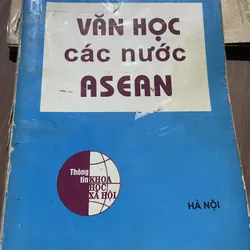 VĂN HỌC
các nước
ASEAN
Thông
tin KHOA
HỌC
XÃ HỘI
HÀ NỘI